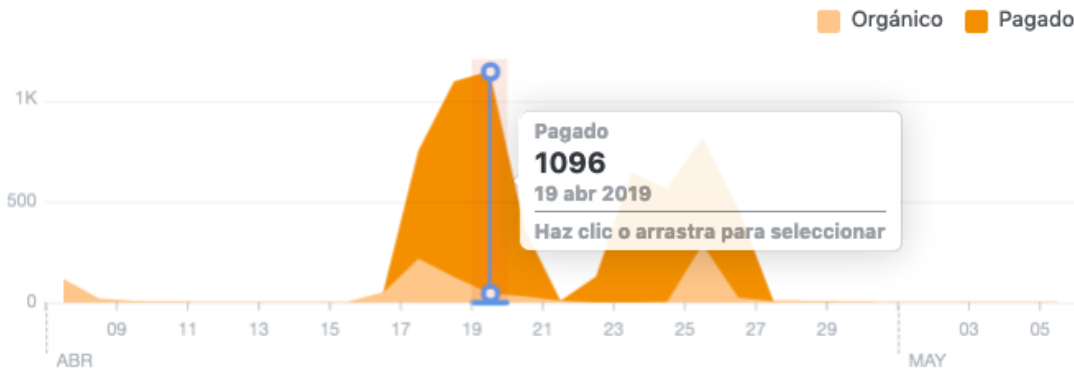 Orgánico Pagado
1K
500
0
Pagado
1096
19 abr 2019
Haz clic o arrastra para seleccionar
09 11 13 15 17 19 21 23 25 27 29 03 05
ABR MAY